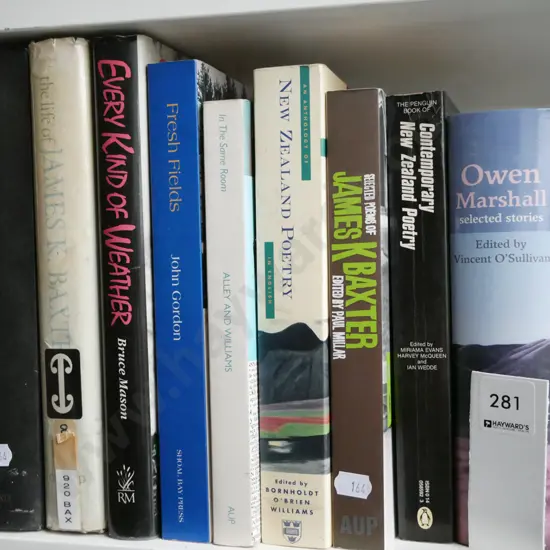 the life of JAMES K. BAXTER
920 BAX
EVERY KIND OF WEATHER
Bruce Mason
RM
Fresh Fields
John Gordon
SHOAL BAY PRESS
In The Same Room
ALLEY AND WILLIAMS
AUP
AN ANTHOLOGY OF
NEW ZEALAND POETRY
IN ENGLISH
Edited by
BORNHOLDT
O'BRIEN
WILLIAMS
SELECTED POEMS OF
JAMES K BAXTER
EDITED BY PAUL MILLAR
AUP
THE PENGUIN
BOOK OF
Contemporary
New Zealand Poetry
Edited by
MIRIAMA EVANS
HARVEY McQUEEN
and
IAN WEDDE
Owen
Marshall
selected stories
Edited by
Vincent O'Sullivan
281
HAYWARD'S